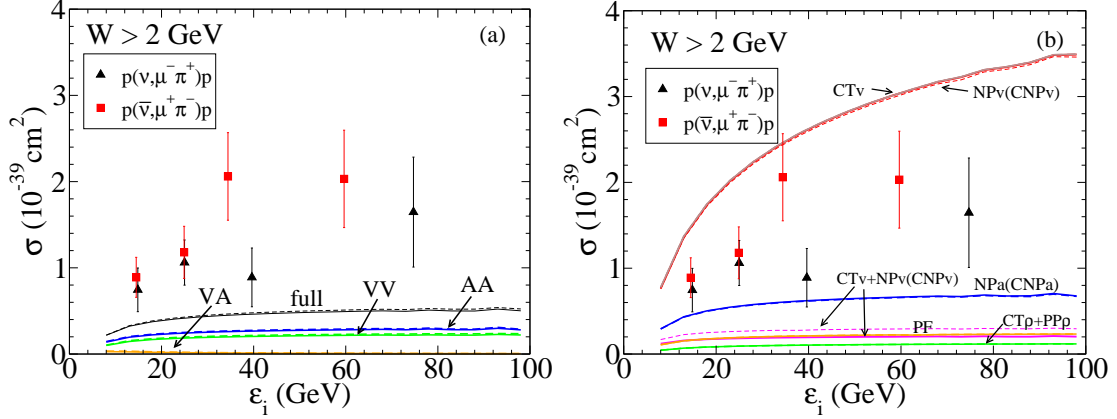 W > 2 GeV
(a)
p(ν,μ⁻π⁺)p
p(ν̄,μ⁺π⁻)p
VA
full
VV
AA
4
3
2
1
0
0 20 40 60 80 100
σ (10⁻³⁹cm²)
εᵢ (GeV)
W > 2 GeV
(b)
p(ν,μ⁻π⁺)p
p(ν̄,μ⁺π⁻)p
CTv
NPv(CNPv)
CTv+NPv(CNPv)
NPa(CNPa)
PF
CTρ+PPρ
4
3
2
1
0
0 20 40 60 80 100
σ (10⁻³⁹cm²)
εᵢ (GeV)